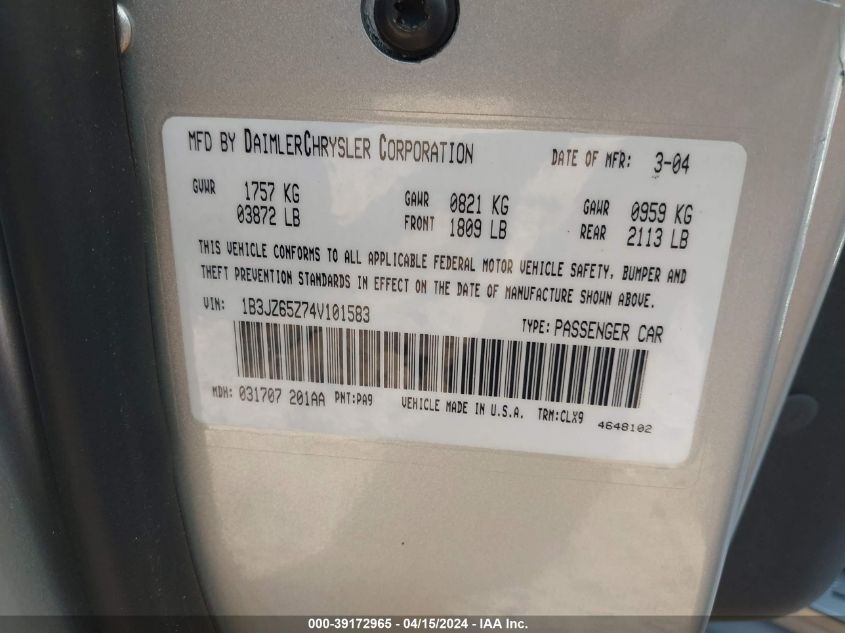 MFD BY DAIMLERCHRYSLER CORPORATION DATE OF MFR: 3-04
GVWR 1757 KG GAWR 0821 KG GAWR 0959 KG
03872 LB FRONT 1809 LB REAR 2113 LB
THIS VEHICLE CONFORMS TO ALL APPLICABLE FEDERAL MOTOR VEHICLE SAFETY, BUMPER AND
THEFT PREVENTION STANDARDS IN EFFECT ON THE DATE OF MANUFACTURE SHOWN ABOVE.
VIN: 1B3JZ65Z74V101583 TYPE: PASSENGER CAR
MDH: 031707 201AA PNT:PA9 VEHICLE MADE IN U.S.A. TRM:CLX9 4648102
000-39172965 - 04/15/2024 - IAA Inc.